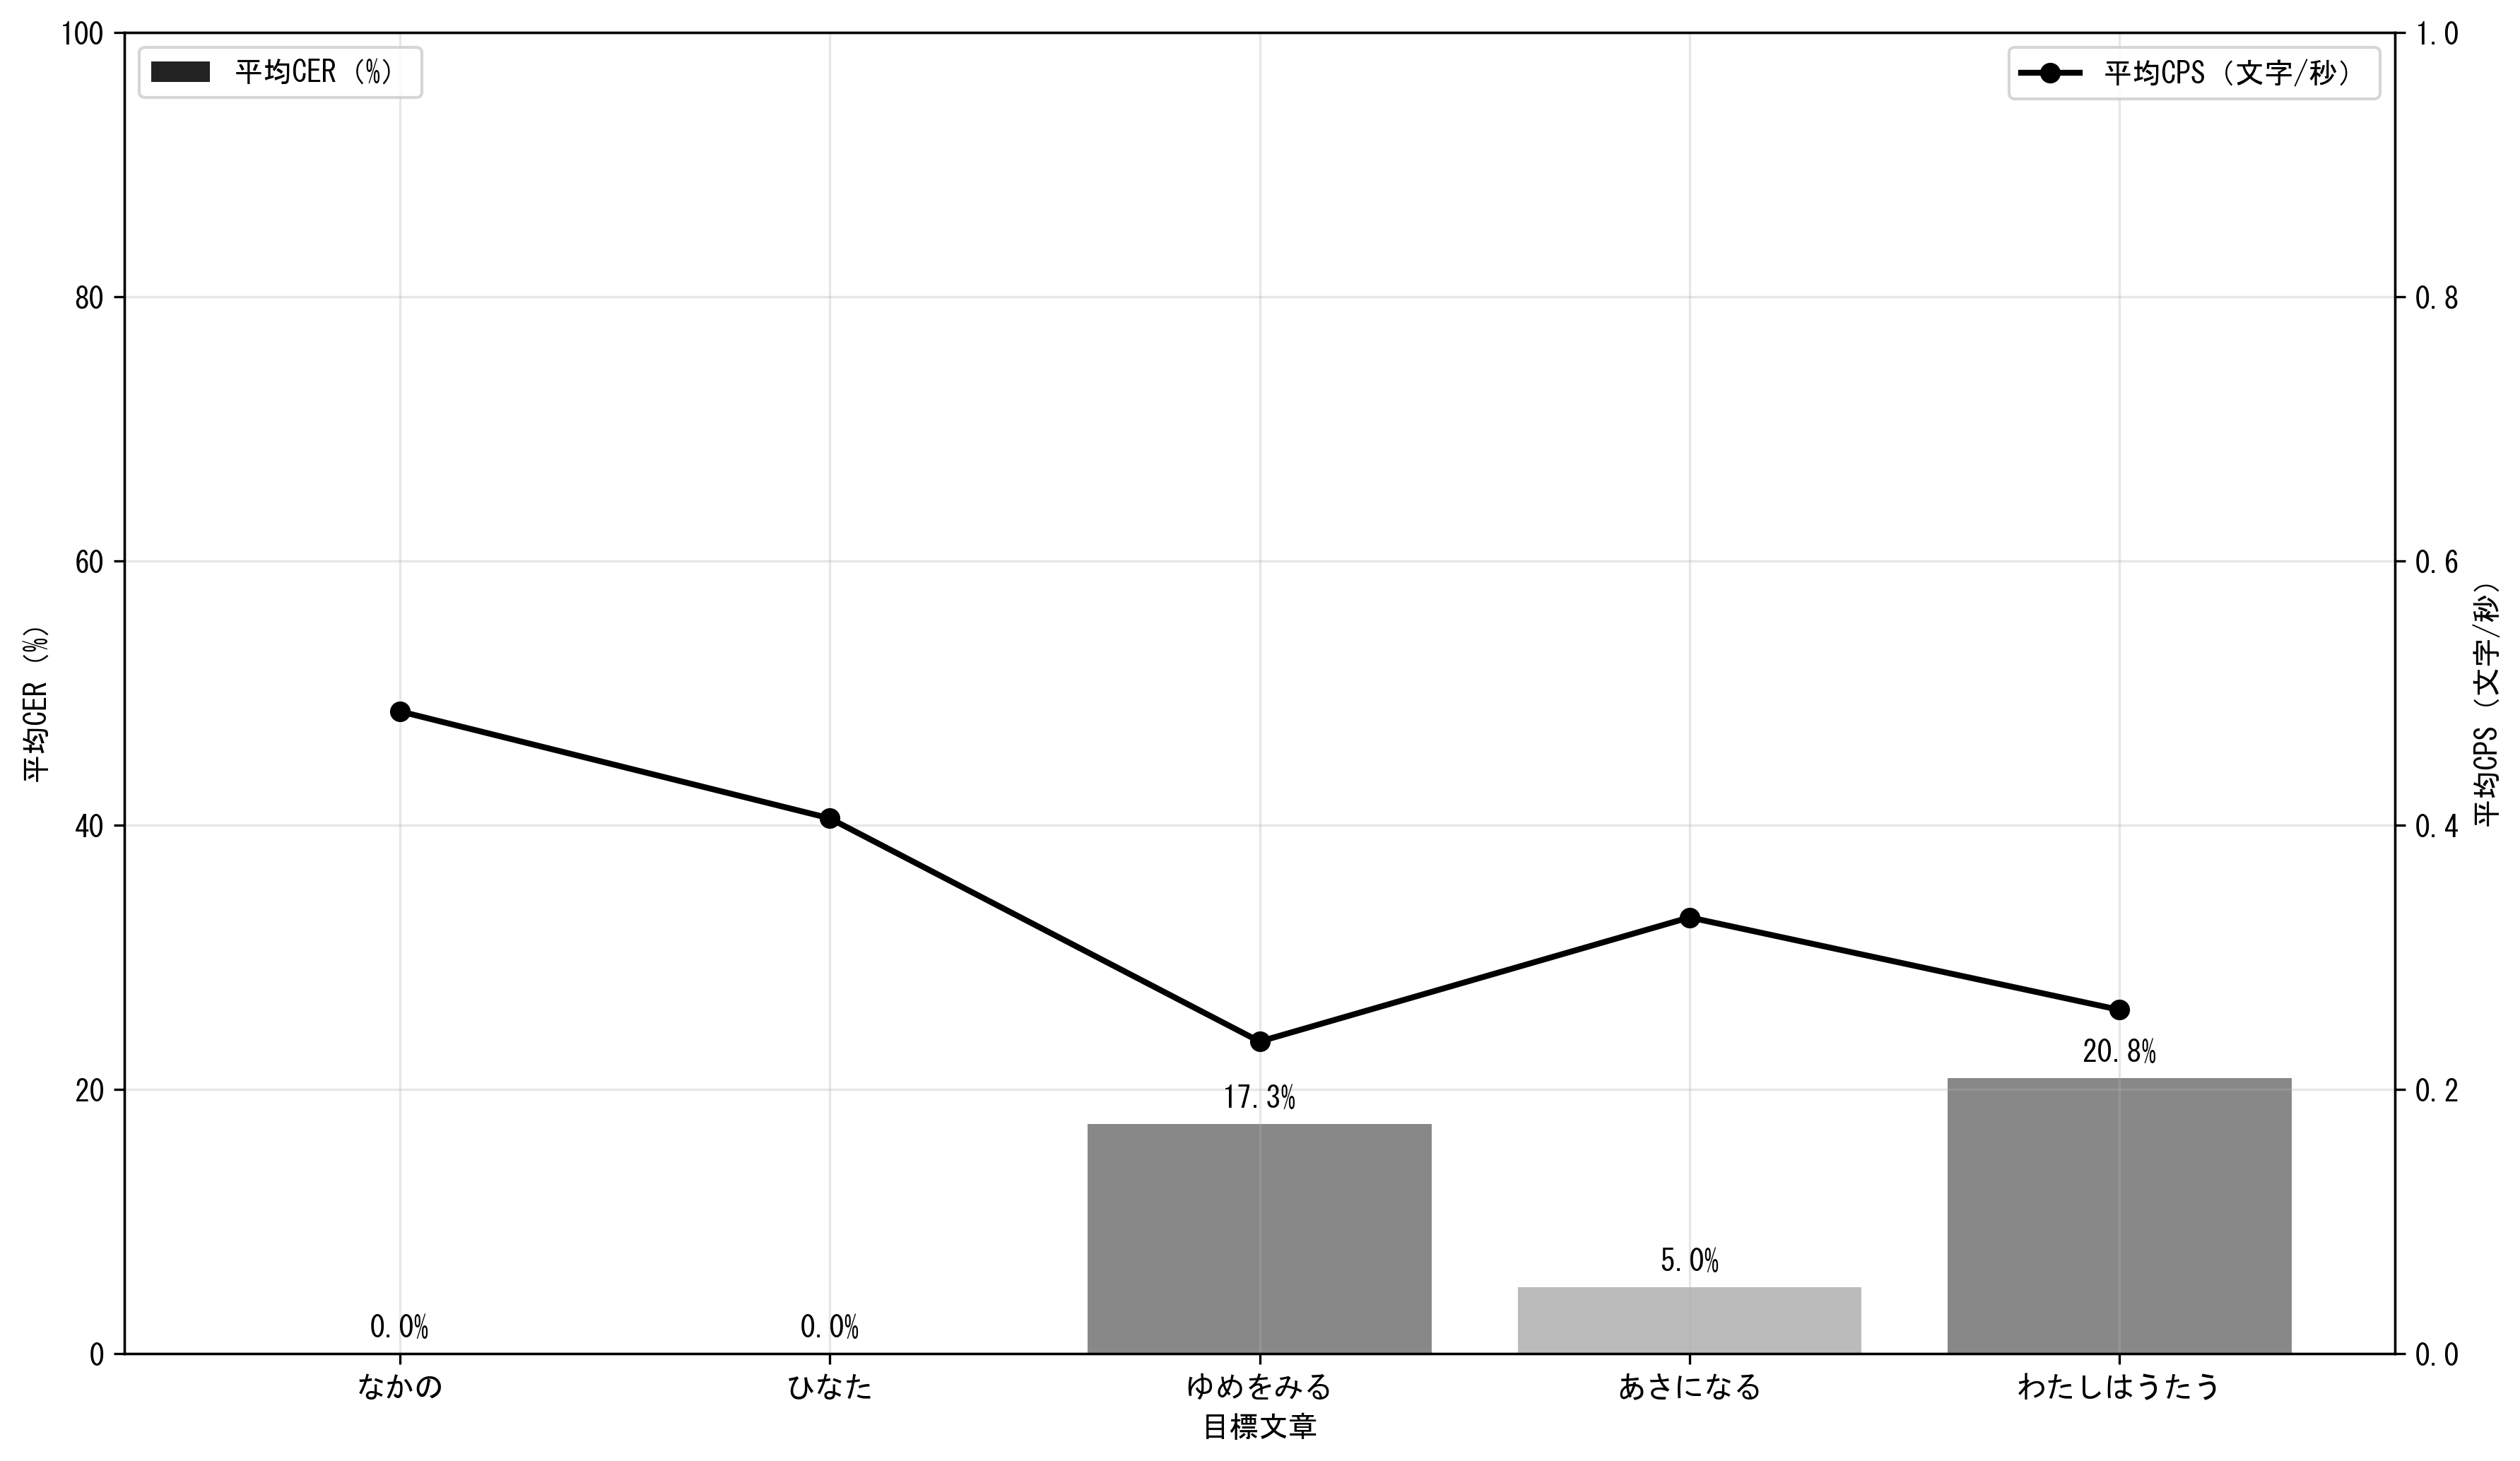 平均CER (%)
平均CPS (文字/秒)
100
80
60
40
20
0
平均CER (%)
1.0
0.8
0.6
0.4
0.2
0.0
平均CPS (文字/秒)
0.0%
0.0%
17.3%
5.0%
20.8%
なかの
ひなた
ゆめをみる
あさになる
わたしはうたう
目標文章